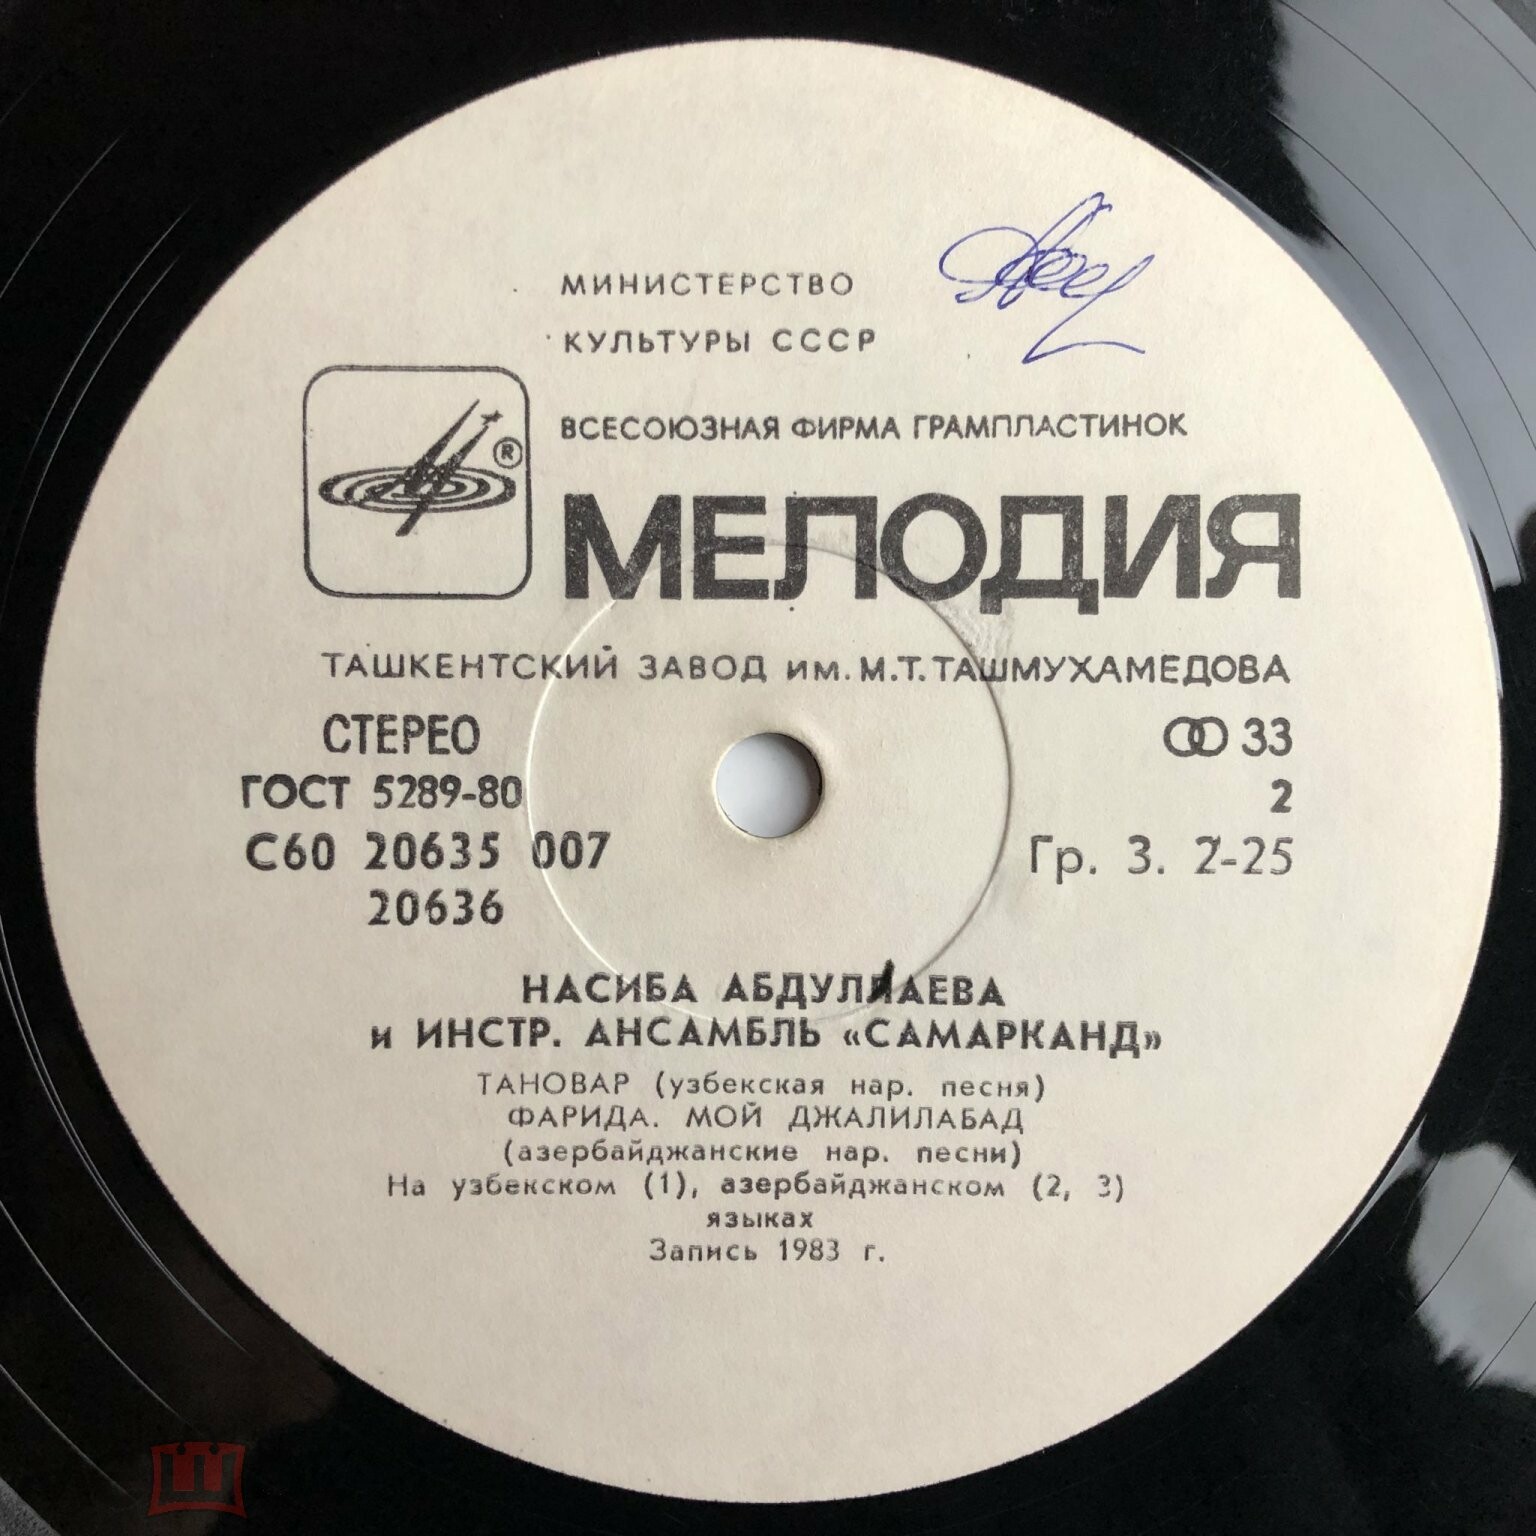 МИНИСТЕРСТВО
КУЛЬТУРЫ СССР
ВСЕСОЮЗНАЯ ФИРМА ГРАМПЛАСТИНОК
®
МЕЛОДИЯ
ТАШКЕНТСКИЙ ЗАВОД им. М.Т. ТАШМУХАМЕДОВА
СТЕРЕО 33
ГОСТ 5289-80 2
С60 20635 007 Гр. 3. 2-25
20636
НАСИБА АБДУЛЛАЕВА
и ИНСТР. АНСАМБЛЬ «САМАРКАНД»
ТАНОВАР (узбекская нар. песня)
ФАРИДА. МОЙ ДЖАЛИЛАБАД
(азербайджанские нар. песни)
На узбекском (1), азербайджанском (2, 3)
языках
Запись 1983 г.